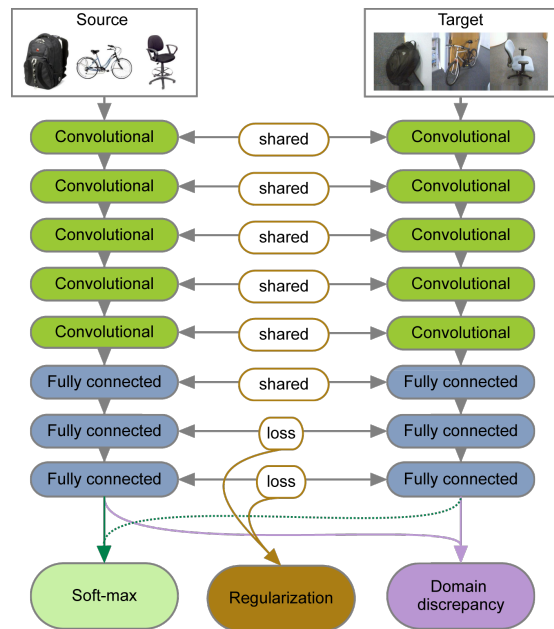 Source
Target
Convolutional
shared
Convolutional
Convolutional
shared
Convolutional
Convolutional
shared
Convolutional
Convolutional
shared
Convolutional
Convolutional
shared
Convolutional
Fully connected
shared
Fully connected
Fully connected
loss
Fully connected
Fully connected
loss
Fully connected
Soft-max
Regularization
Domain
discrepancy